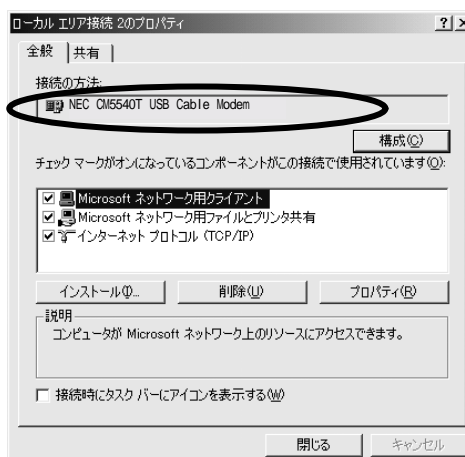 ローカル エリア接続 2のプロパティ
全般 共有
接続の方法:
NEC CM5540T USB Cable Modem
構成(C)
チェック マークがオンになっているコンポーネントがこの接続で使用されています(O):
Microsoft ネットワーク用クライアント
Microsoft ネットワーク用ファイルとプリンタ共有
インターネット プロトコル (TCP/IP)
インストール(I)... 削除(U) プロパティ(R)
説明
コンピュータが Microsoft ネットワーク上のリソースにアクセスできます。
接続時にタスク バーにアイコンを表示する(W)
閉じる キャンセル